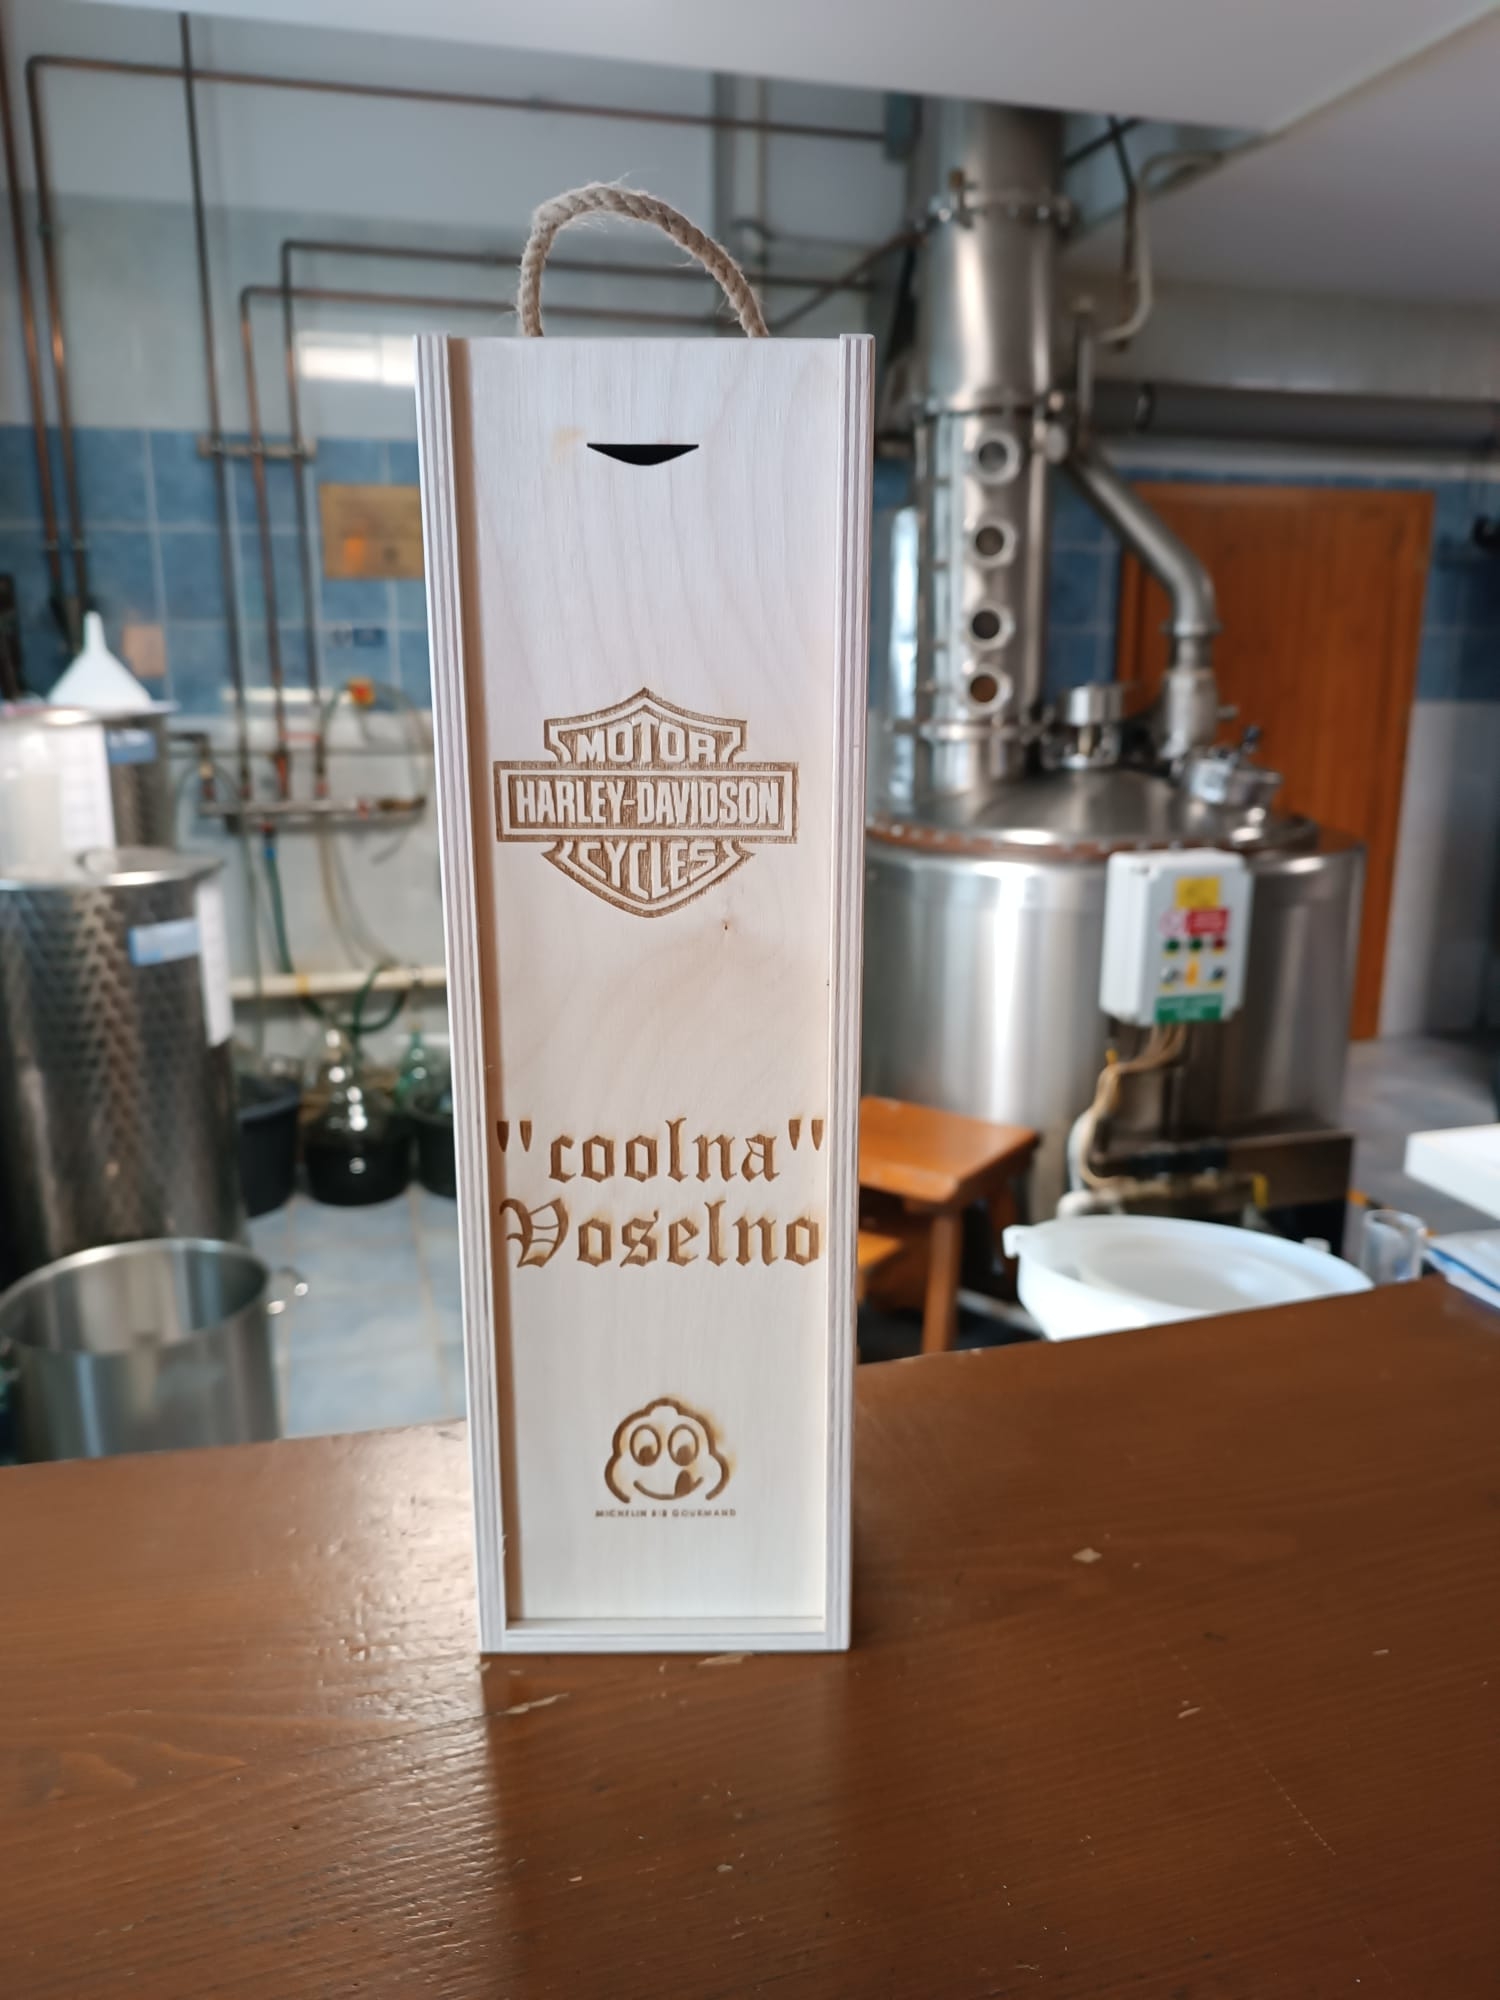 MOTOR
HARLEY-DAVIDSON
CYCLES
"coolna"
Voselno
MICHELIN BIB GOURMAND